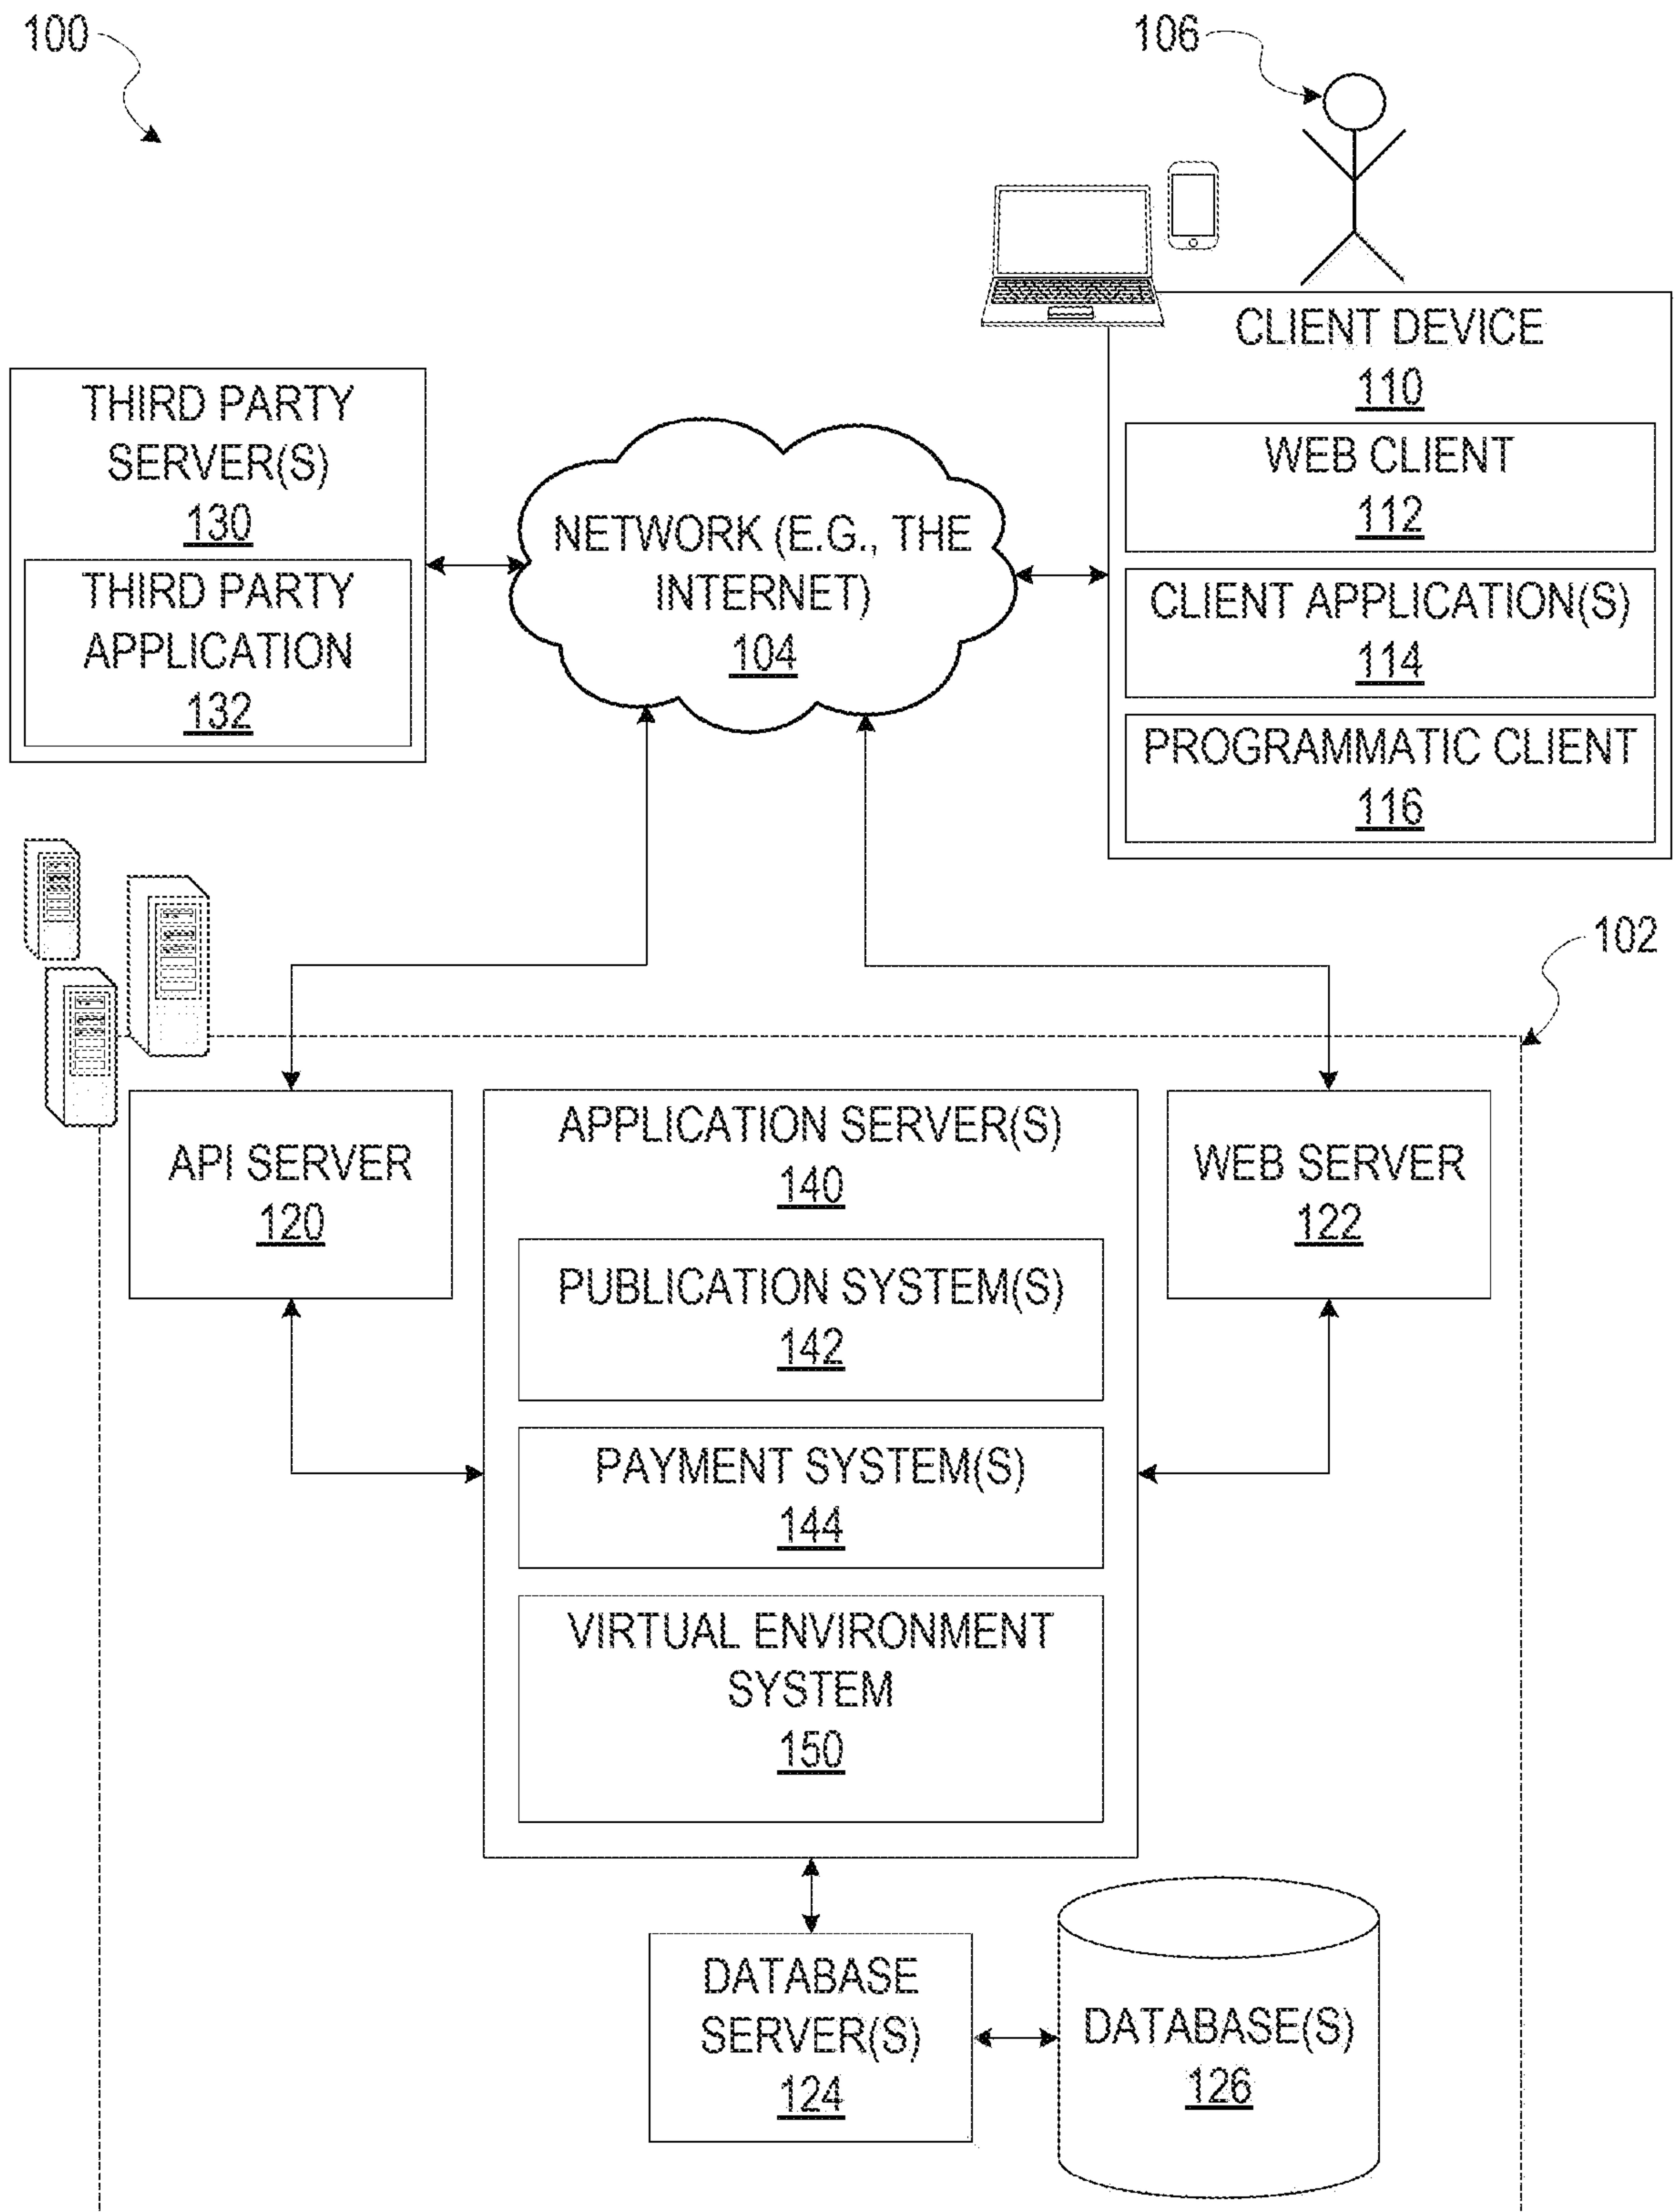 100
106
CLIENT DEVICE
110
WEB CLIENT
112
CLIENT APPLICATION(S)
114
PROGRAMMATIC CLIENT
116
THIRD PARTY
SERVER(S)
130
THIRD PARTY
APPLICATION
132
NETWORK (E.G., THE
INTERNET)
104
102
API SERVER
120
APPLICATION SERVER(S)
140
PUBLICATION SYSTEM(S)
142
PAYMENT SYSTEM(S)
144
VIRTUAL ENVIRONMENT
SYSTEM
150
WEB SERVER
122
DATABASE
SERVER(S)
124
DATABASE(S)
126